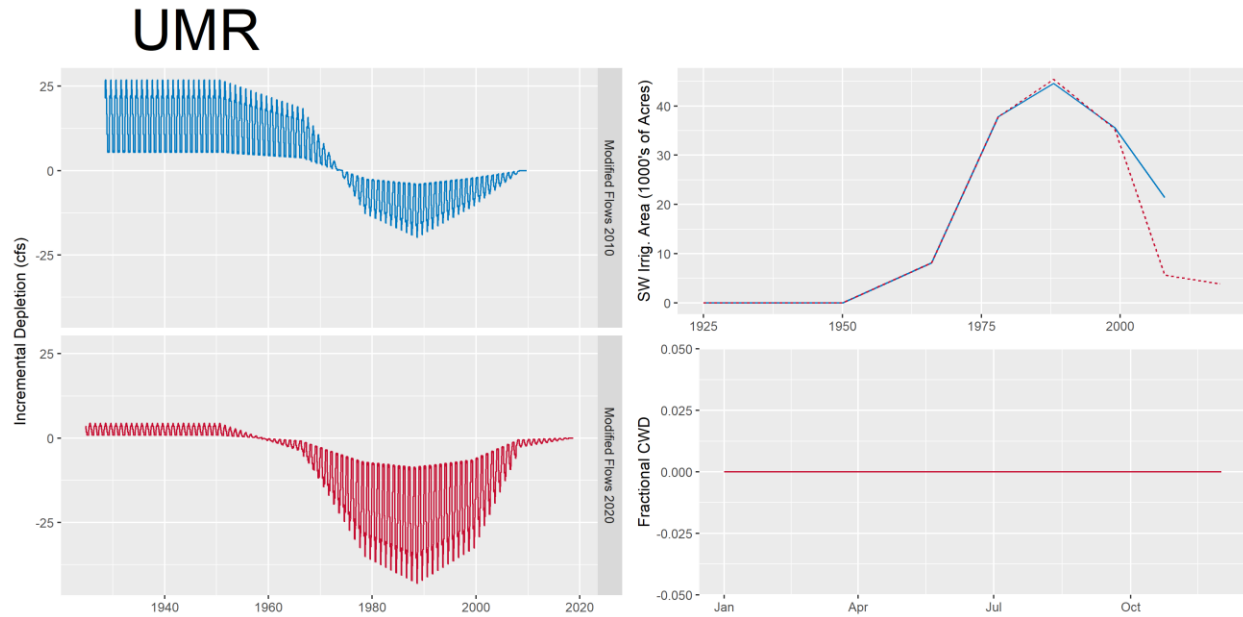 UMR
Incremental Depletion (cfs)
25
0
-25
Modified Flows 2010
25
0
-25
Modified Flows 2020
1940 1960 1980 2000 2020
SW Irrig. Area (1000's of Acres)
40
30
20
10
0
1925 1950 1975 2000
Fractional CWD
0.050
0.025
0.000
-0.025
-0.050
Jan Apr Jul Oct